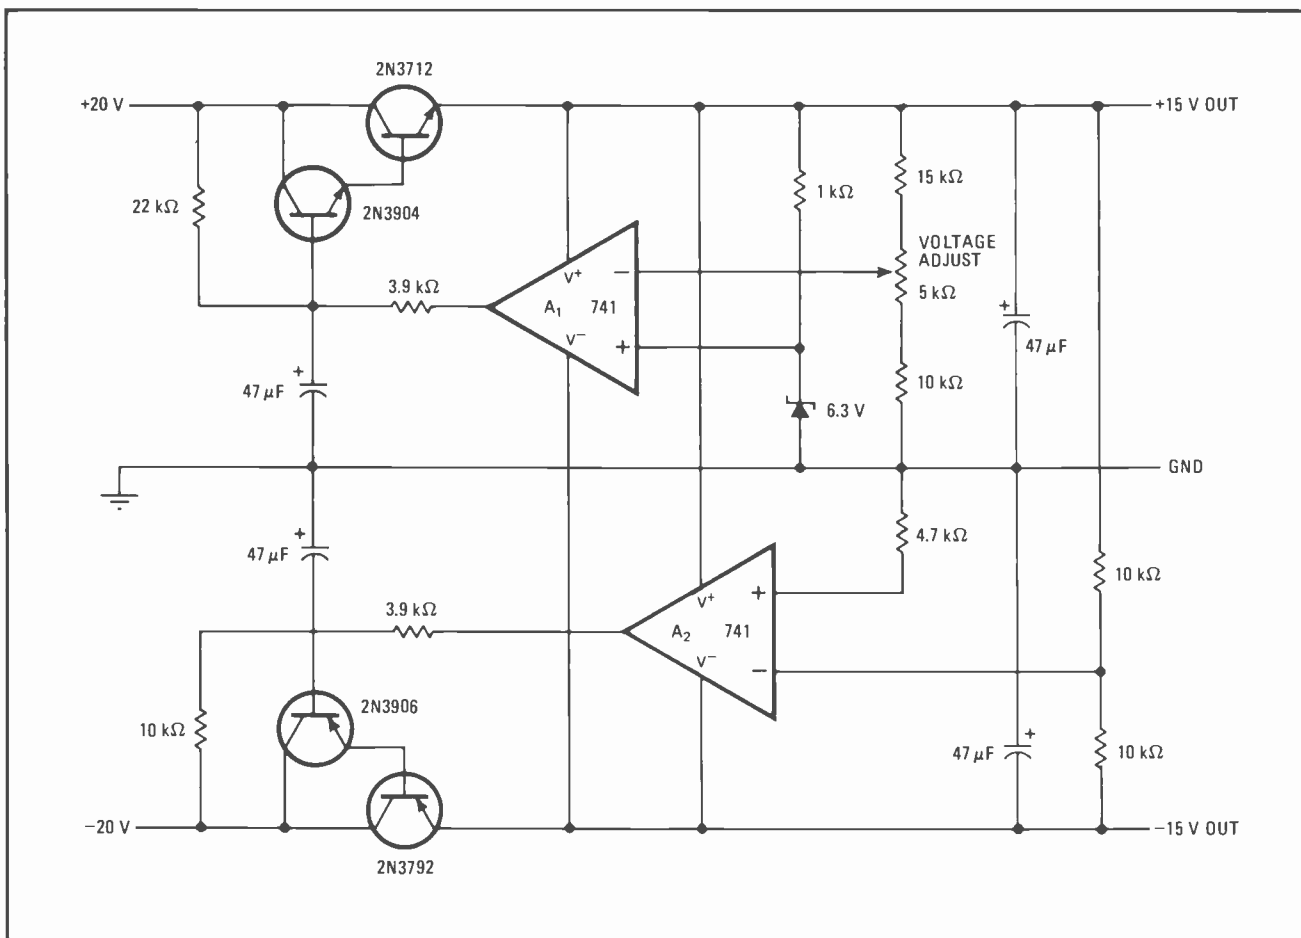 2N3712
+20 V
+15 V OUT
22 kΩ
2N3904
1 kΩ
15 kΩ
VOLTAGE
ADJUST
5 kΩ
3.9 kΩ
V+
−
A1
741
V−
+
+
47 µF
+
47 µF
10 kΩ
6.3 V
GND
+
47 µF
4.7 kΩ
10 kΩ
3.9 kΩ
V+
+
A2
741
V−
−
2N3906
10 kΩ
+
47 µF
10 kΩ
−20 V
−15 V OUT
2N3792